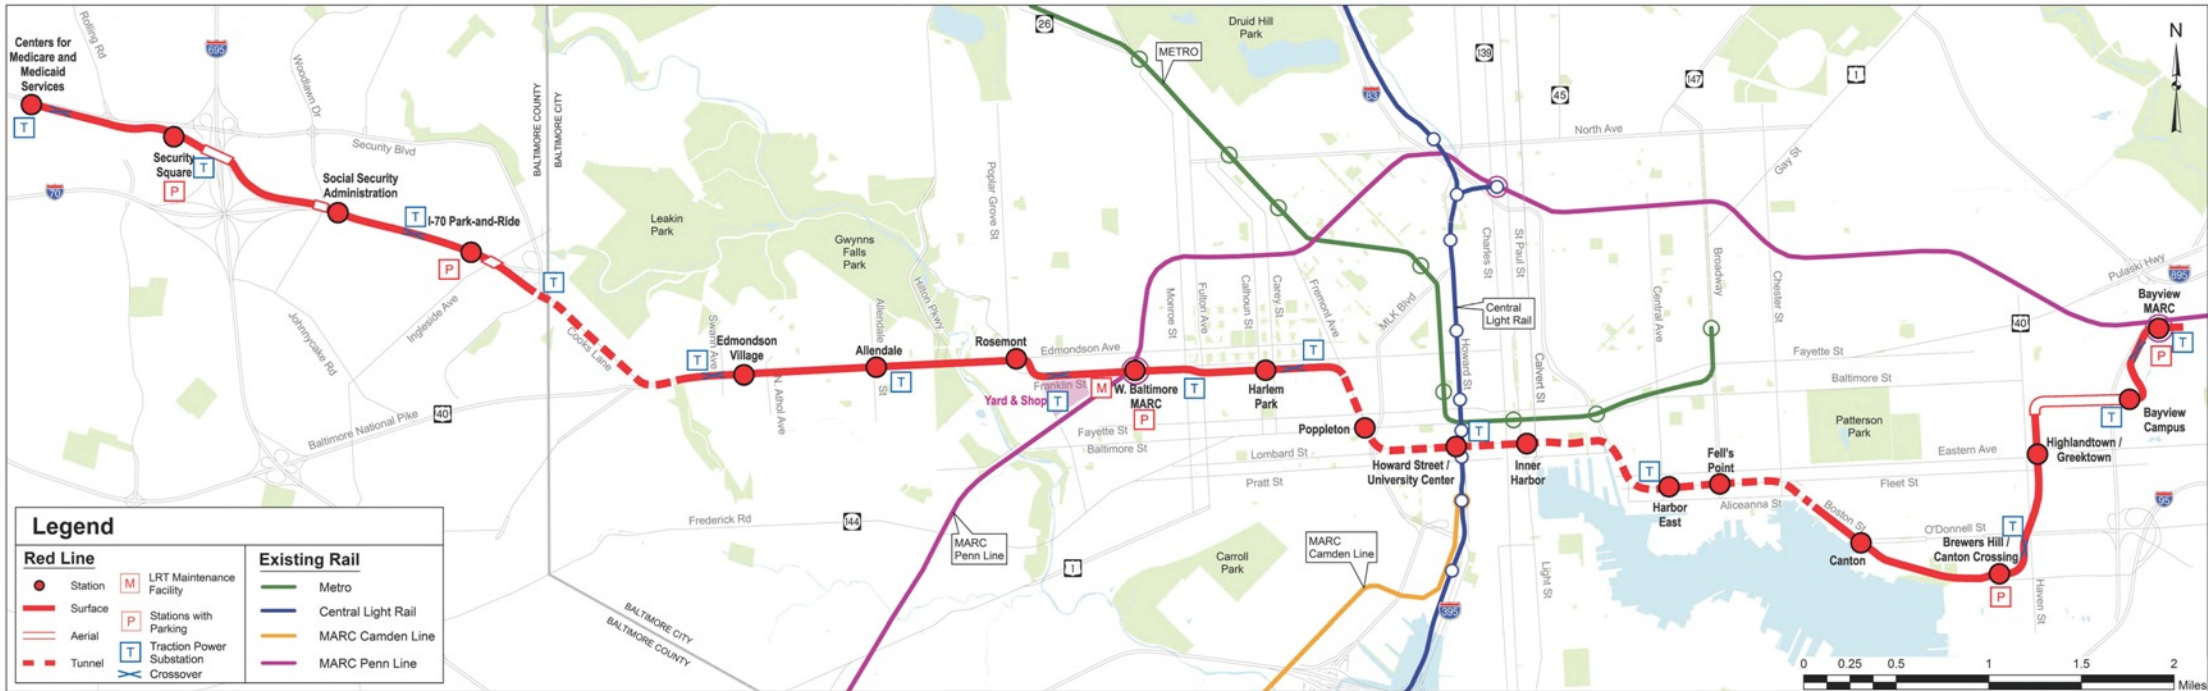 Centers for
Medicare and
Medicaid
Services
T
Rolling Rd
695
Woodlawn Dr
Security Blvd
Security
Square
T
P
70
Social Security
Administration
T
I-70 Park-and-Ride
P
T
Johnnycake Rd
Ingleside Ave
Baltimore National Pike
40
BALTIMORE COUNTY
BALTIMORE CITY
Cooks Lane
Leakin
Park
Gwynns
Falls
Park
Hilton Pkwy
Poplar Grove St
Swann Ave
T
Edmondson
Village
N. Athol Ave
Allendale
St
Allendale
T
Rosemont
Edmondson Ave
Franklin St
Yard & Shop
T
M
W. Baltimore
MARC
P
T
Fayette St
Baltimore St
Monroe St
Fulton Ave
Calhoun St
Carey St
Fremont Ave
MLK Blvd
Harlem
Park
T
Poppleton
Lombard St
Pratt St
Frederick Rd
144
MARC
Penn Line
1
Carroll
Park
MARC
Camden Line
395
26
METRO
Druid Hill
Park
83
139
45
147
1
North Ave
Gay St
Charles St
St Paul St
Central
Light Rail
Howard St
Calvert St
Light St
Central Ave
Broadway
Chester St
T
Howard Street /
University Center
Inner
Harbor
T
Harbor
East
Fell's
Point
Aliceanna St
Fleet St
Eastern Ave
Patterson
Park
Fayette St
Baltimore St
40
Pulaski Hwy
895
Bayview
MARC
T
P
T
Bayview
Campus
Highlandtown /
Greektown
95
Boston St
Canton
O'Donnell St
T
Brewers Hill /
Canton Crossing
P
Haven St
N
BALTIMORE CITY
BALTIMORE COUNTY
Legend
Red Line
Station
Surface
Aerial
Tunnel
M LRT Maintenance
Facility
P Stations with
Parking
T Traction Power
Substation
Crossover
Existing Rail
Metro
Central Light Rail
MARC Camden Line
MARC Penn Line
0 0.25 0.5 1 1.5 2
Miles